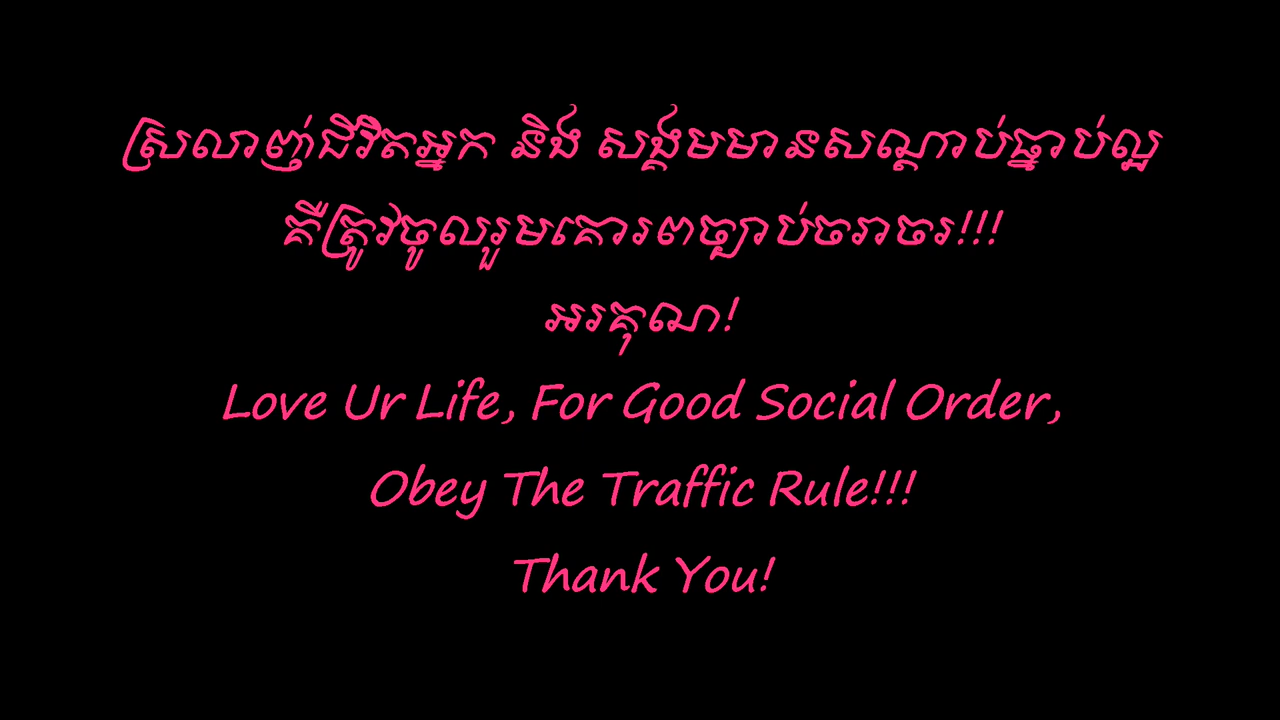 ស្រលាញ់ជីវិតអ្នក និង សង្គមមានសណ្ដាប់ធ្នាប់ល្អ
គឺត្រូវចូលរួមគោរពច្បាប់ចរាចរ!!!
អរគុណ!
Love Ur Life, For Good Social Order,
Obey The Traffic Rule!!!
Thank You!